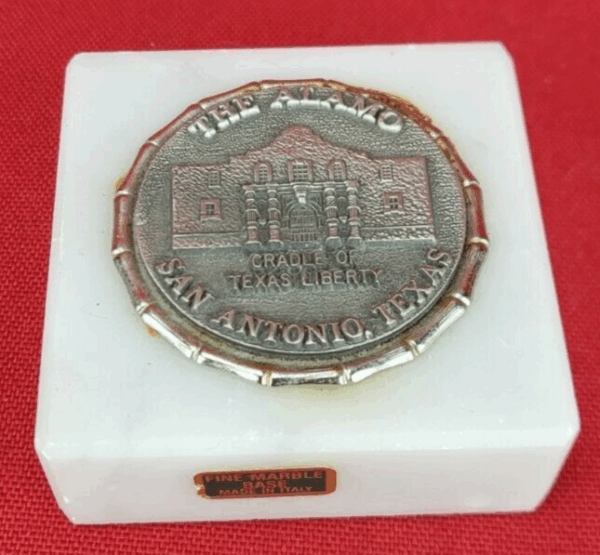 THE ALAMO
CRADLE OF
TEXAS LIBERTY
SAN ANTONIO, TEXAS
FINE MARBLE
BASE
MADE IN ITALY